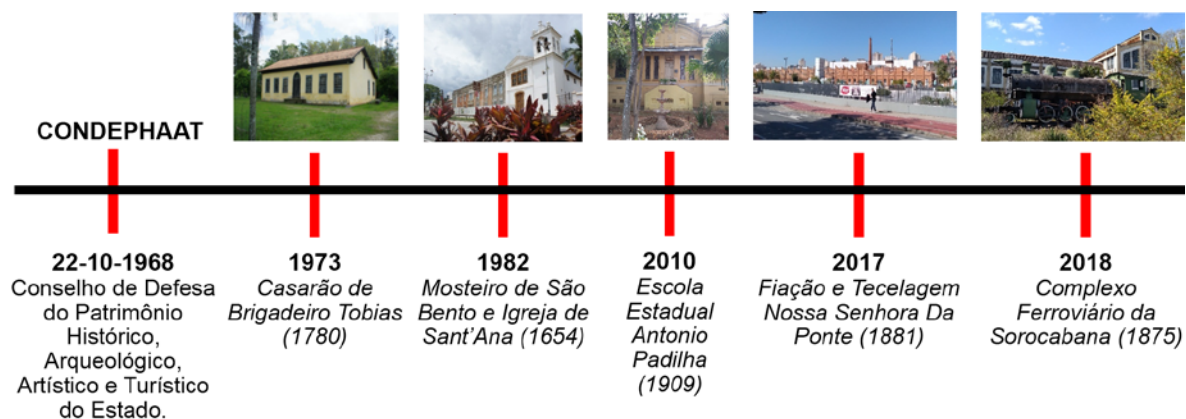 CONDEPHAAT
22-10-1968
Conselho de Defesa
do Patrimônio
Histórico,
Arqueológico,
Artístico e Turístico
do Estado.
1973
Casarão de
Brigadeiro Tobias
(1780)
1982
Mosteiro de São
Bento e Igreja de
Sant'Ana (1654)
2010
Escola
Estadual
Antonio
Padilha
(1909)
2017
Fiação e Tecelagem
Nossa Senhora Da
Ponte (1881)
2018
Complexo
Ferroviário da
Sorocabana (1875)